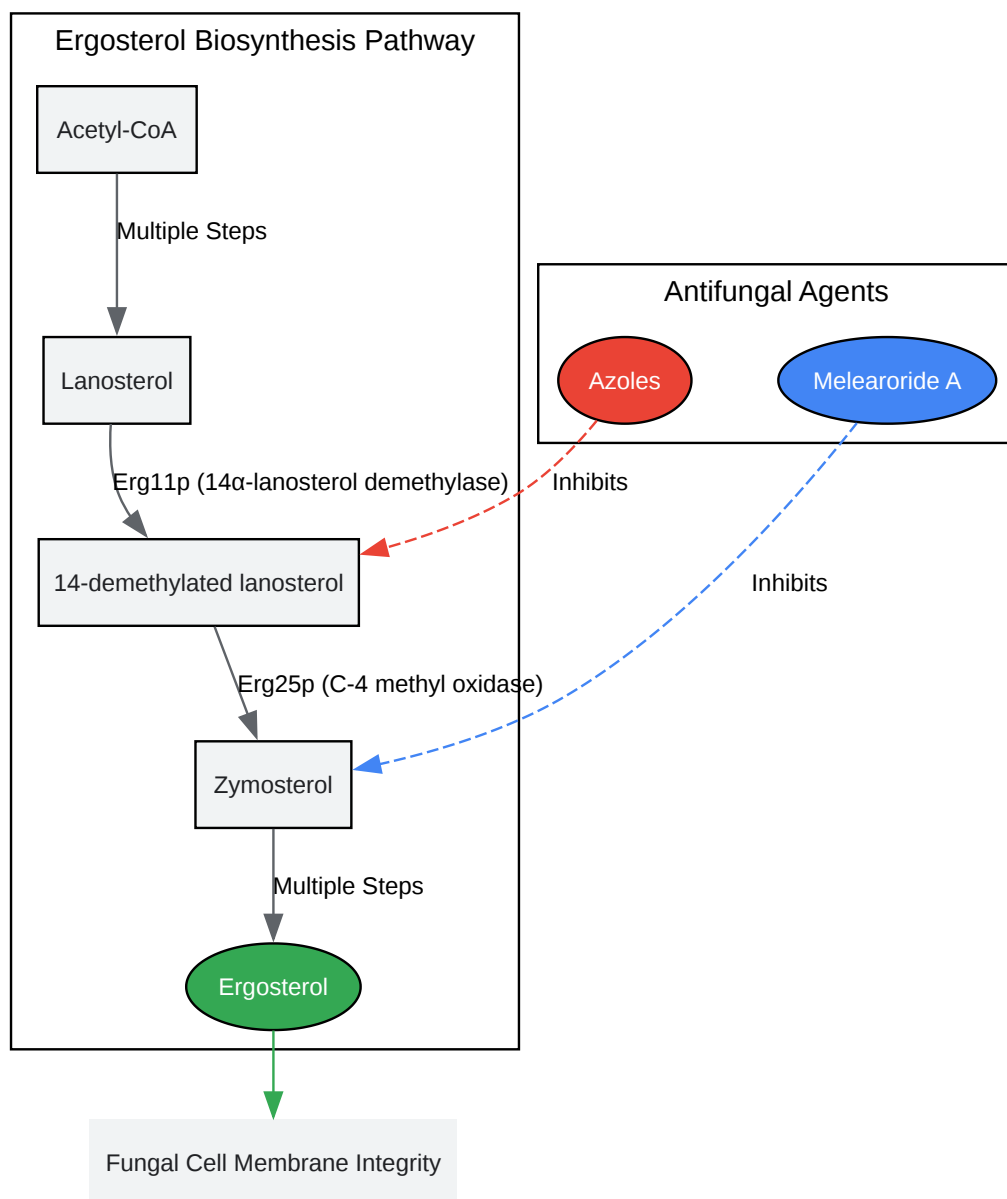 Ergosterol Biosynthesis Pathway
Acetyl-CoA
Multiple Steps
Antifungal Agents
Lanosterol
Azoles
Melearoride A
Erg11p (14α-lanosterol demethylase)
Inhibits
14-demethylated lanosterol
Inhibits
Erg25p (C-4 methyl oxidase)
Zymosterol
Multiple Steps
Ergosterol
Fungal Cell Membrane Integrity